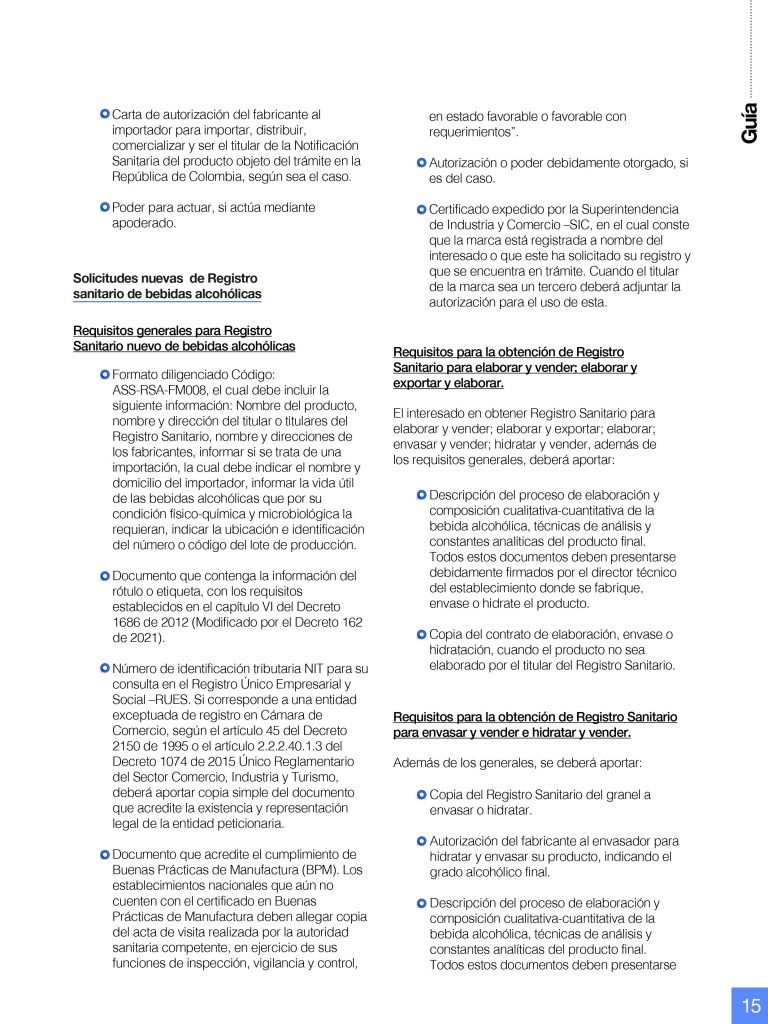 Guía
Carta de autorización del fabricante al
importador para importar, distribuir,
comercializar y ser el titular de la Notificación
Sanitaria del producto objeto del trámite en la
República de Colombia, según sea el caso.
Poder para actuar, si actúa mediante
apoderado.
Solicitudes nuevas de Registro
sanitario de bebidas alcohólicas
Requisitos generales para Registro
Sanitario nuevo de bebidas alcohólicas
Formato diligenciado Código:
ASS-RSA-FM008, el cual debe incluir la
siguiente información: Nombre del producto,
nombre y dirección del titular o titulares del
Registro Sanitario, nombre y direcciones de
los fabricantes, informar si se trata de una
importación, la cual debe indicar el nombre y
domicilio del importador, informar la vida útil
de las bebidas alcohólicas que por su
condición físico-química y microbiológica la
requieran, indicar la ubicación e identificación
del número o código del lote de producción.
Documento que contenga la información del
rótulo o etiqueta, con los requisitos
establecidos en el capítulo VI del Decreto
1686 de 2012 (Modificado por el Decreto 162
de 2021).
Número de identificación tributaria NIT para su
consulta en el Registro Único Empresarial y
Social –RUES. Si corresponde a una entidad
exceptuada de registro en Cámara de
Comercio, según el artículo 45 del Decreto
2150 de 1995 o el artículo 2.2.2.40.1.3 del
Decreto 1074 de 2015 Único Reglamentario
del Sector Comercio, Industria y Turismo,
deberá aportar copia simple del documento
que acredite la existencia y representación
legal de la entidad peticionaria.
Documento que acredite el cumplimiento de
Buenas Prácticas de Manufactura (BPM). Los
establecimientos nacionales que aún no
cuenten con el certificado en Buenas
Prácticas de Manufactura deben allegar copia
del acta de visita realizada por la autoridad
sanitaria competente, en ejercicio de sus
funciones de inspección, vigilancia y control,
en estado favorable o favorable con
requerimientos”.
Autorización o poder debidamente otorgado, si
es del caso.
Certificado expedido por la Superintendencia
de Industria y Comercio –SIC, en el cual conste
que la marca está registrada a nombre del
interesado o que este ha solicitado su registro y
que se encuentra en trámite. Cuando el titular
de la marca sea un tercero deberá adjuntar la
autorización para el uso de esta.
Requisitos para la obtención de Registro
Sanitario para elaborar y vender; elaborar y
exportar y elaborar.
El interesado en obtener Registro Sanitario para
elaborar y vender; elaborar y exportar; elaborar;
envasar y vender; hidratar y vender, además de
los requisitos generales, deberá aportar:
Descripción del proceso de elaboración y
composición cualitativa-cuantitativa de la
bebida alcohólica, técnicas de análisis y
constantes analíticas del producto final.
Todos estos documentos deben presentarse
debidamente firmados por el director técnico
del establecimiento donde se fabrique,
envase o hidrate el producto.
Copia del contrato de elaboración, envase o
hidratación, cuando el producto no sea
elaborado por el titular del Registro Sanitario.
Requisitos para la obtención de Registro Sanitario
para envasar y vender e hidratar y vender.
Además de los generales, se deberá aportar:
Copia del Registro Sanitario del granel a
envasar o hidratar.
Autorización del fabricante al envasador para
hidratar y envasar su producto, indicando el
grado alcohólico final.
Descripción del proceso de elaboración y
composición cualitativa-cuantitativa de la
bebida alcohólica, técnicas de análisis y
constantes analíticas del producto final.
Todos estos documentos deben presentarse
15